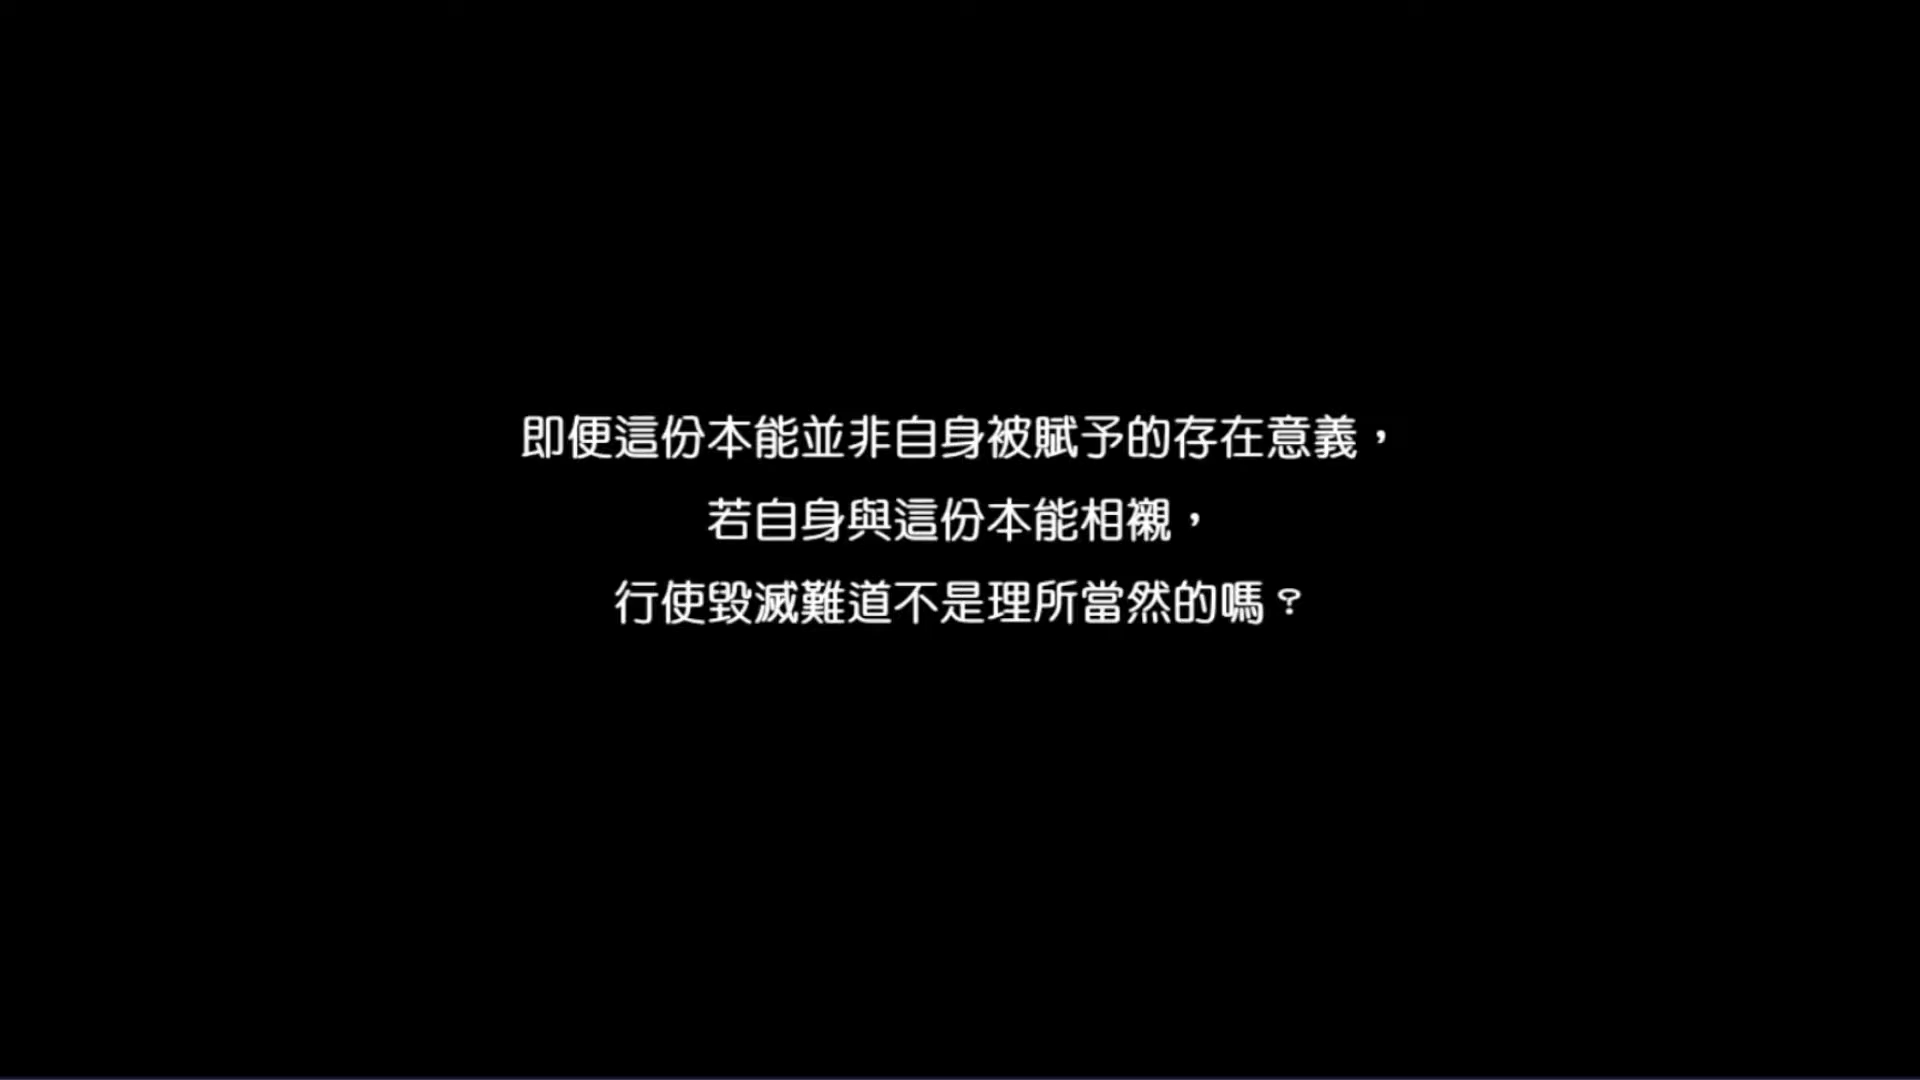 即便這份本能並非自身被賦予的存在意義，
若自身與這份本能相襯，
行使毀滅難道不是理所當然的嗎？